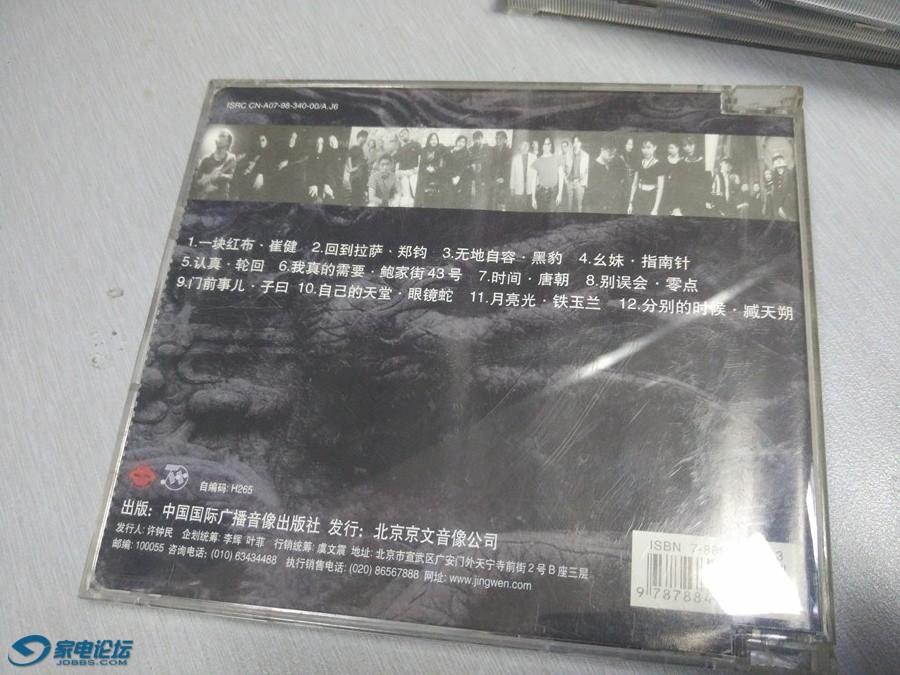 ISRC CN-A07-98-340-00/A.J6
1.一块红布·崔健 2.回到拉萨·郑钧 3.无地自容·黑豹 4.幺妹·指南针
5.认真·轮回 6.我真的需要·鲍家街43号 7.时间·唐朝 8.别误会·零点
9.门前事儿·子曰 10.自己的天堂·眼镜蛇 11.月亮光·铁玉兰 12.分别的时候·臧天朔
自编码: H265
出版: 中国国际广播音像出版社 发行: 北京京文音像公司
发行人: 许钟民 企划统筹: 李辉 叶菲 行销统筹: 虞文震 地址: 北京市宣武区广安门外天宁寺前街2号B座三层
邮编: 100055 咨询电话: (010) 63434488 执行销售电话: (020) 86567888 网址: www.jingwen.com
ISBN 7-88
9 787884
家电论坛
JDBBS.COM